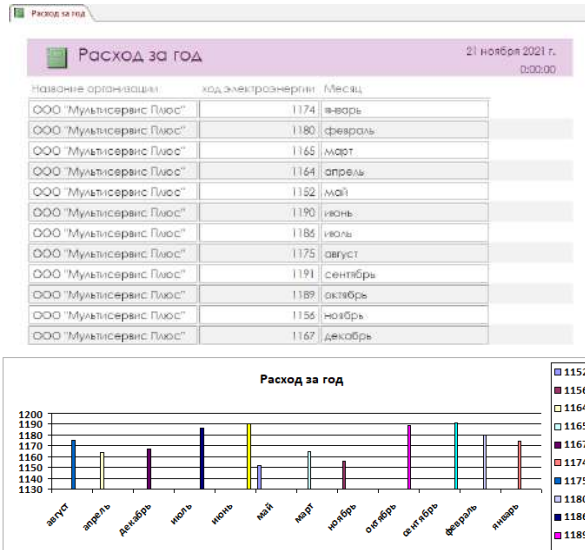 Расход за год
Расход за год 21 ноября 2021 г.
0:00:00
Название организации ход электроэнергии Месяц
ООО "Мультисервис Плюс" 1174 январь
ООО "Мультисервис Плюс" 1180 февраль
ООО "Мультисервис Плюс" 1165 март
ООО "Мультисервис Плюс" 1164 апрель
ООО "Мультисервис Плюс" 1152 май
ООО "Мультисервис Плюс" 1190 июнь
ООО "Мультисервис Плюс" 1186 июль
ООО "Мультисервис Плюс" 1175 август
ООО "Мультисервис Плюс" 1191 сентябрь
ООО "Мультисервис Плюс" 1189 октябрь
ООО "Мультисервис Плюс" 1156 ноябрь
ООО "Мультисервис Плюс" 1167 декабрь
Расход за год
1200
1190
1180
1170
1160
1150
1140
1130
август апрель декабрь июль июнь май март ноябрь октябрь сентябрь февраль январь
1152
1156
1164
1165
1167
1174
1175
1180
1186
1189